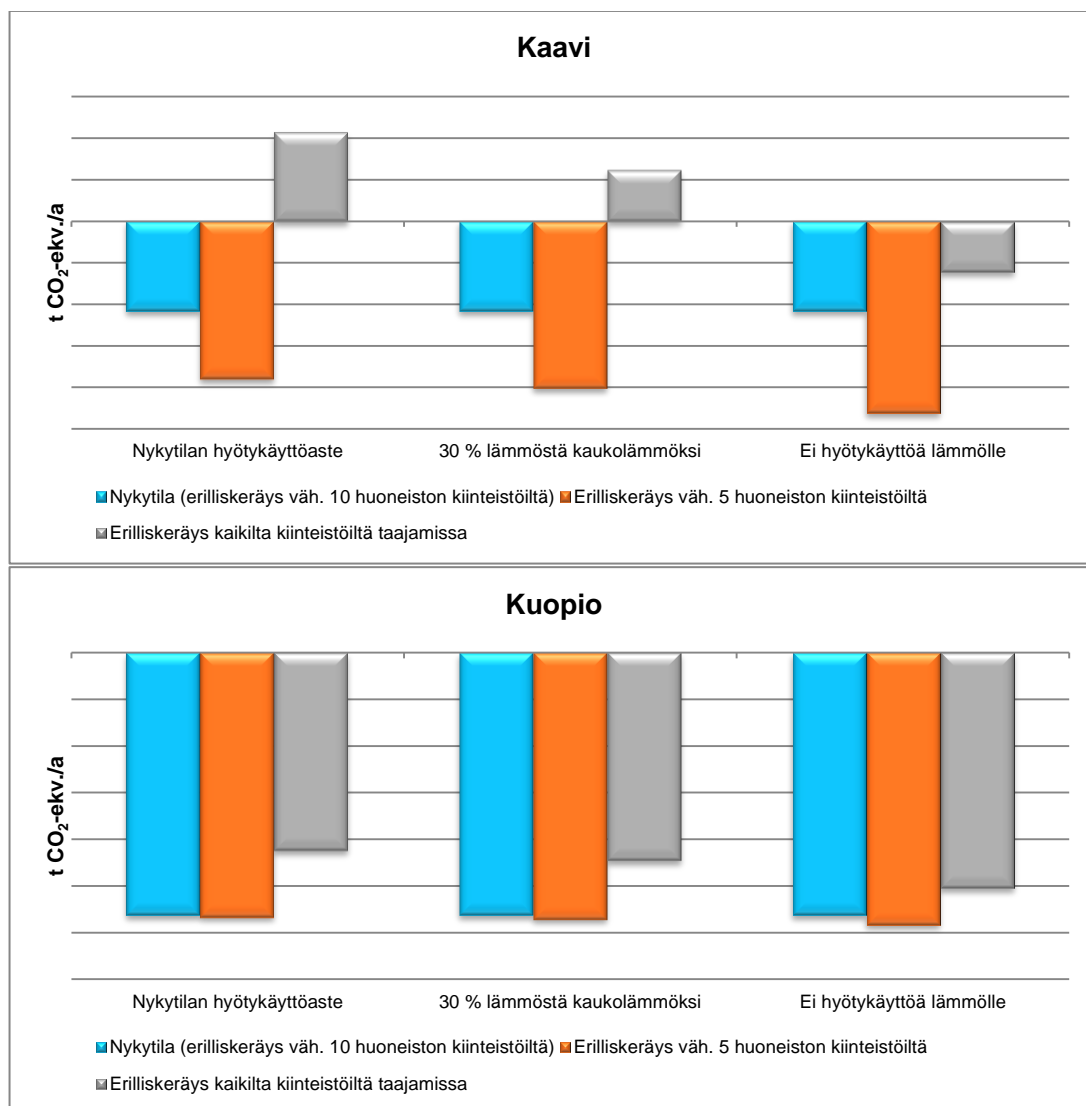 Kaavi
t CO₂-ekv./a
Nykytilan hyötykäyttöaste
30 % lämmöstä kaukolämmöksi
Ei hyötykäyttöä lämmölle
Nykytila (erilliskeräys väh. 10 huoneiston kiinteistöiltä)
Erilliskeräys väh. 5 huoneiston kiinteistöiltä
Erilliskeräys kaikilta kiinteistöiltä taajamissa
Kuopio
t CO₂-ekv./a
Nykytilan hyötykäyttöaste
30 % lämmöstä kaukolämmöksi
Ei hyötykäyttöä lämmölle
Nykytila (erilliskeräys väh. 10 huoneiston kiinteistöiltä)
Erilliskeräys väh. 5 huoneiston kiinteistöiltä
Erilliskeräys kaikilta kiinteistöiltä taajamissa